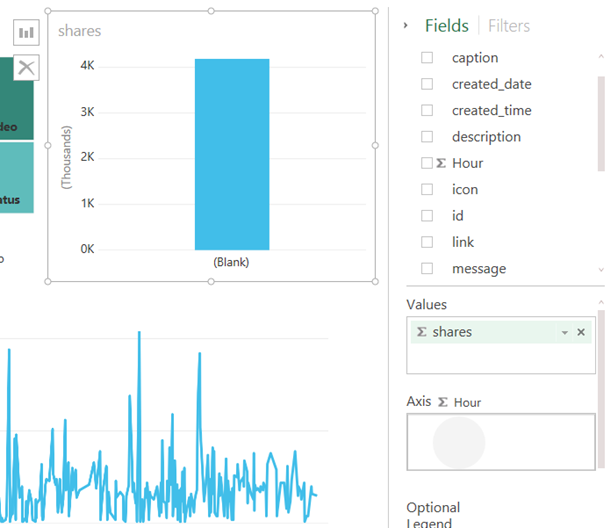 shares
4K
3K
2K
1K
0K
(Thousands)
(Blank)
deo
atus
o
Fields
Filters
caption
created_date
created_time
description
Σ Hour
icon
id
link
message
Values
Σ shares
Axis Σ Hour
Optional
Legend